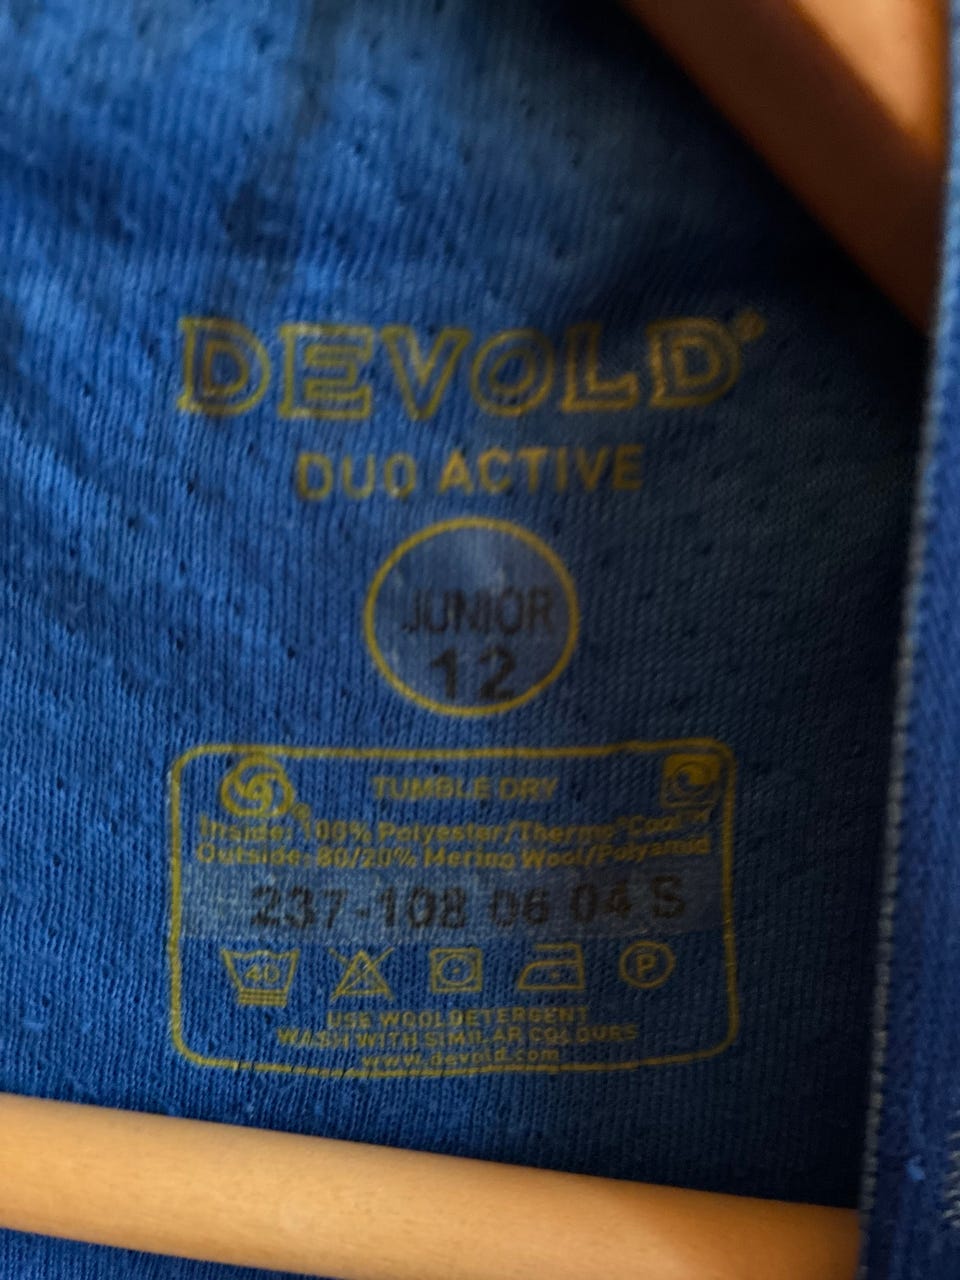 DEVOLD®
DUO ACTIVE
JUNIOR
12
TUMBLE DRY
Inside: 100% Polyester/Thermo°Cool™
Outside: 80/20% Merino Wool/Polyamid
237-108 06 04 S
40
P
USE WOOLDETERGENT
WASH WITH SIMILAR COLOURS
www.devold.com